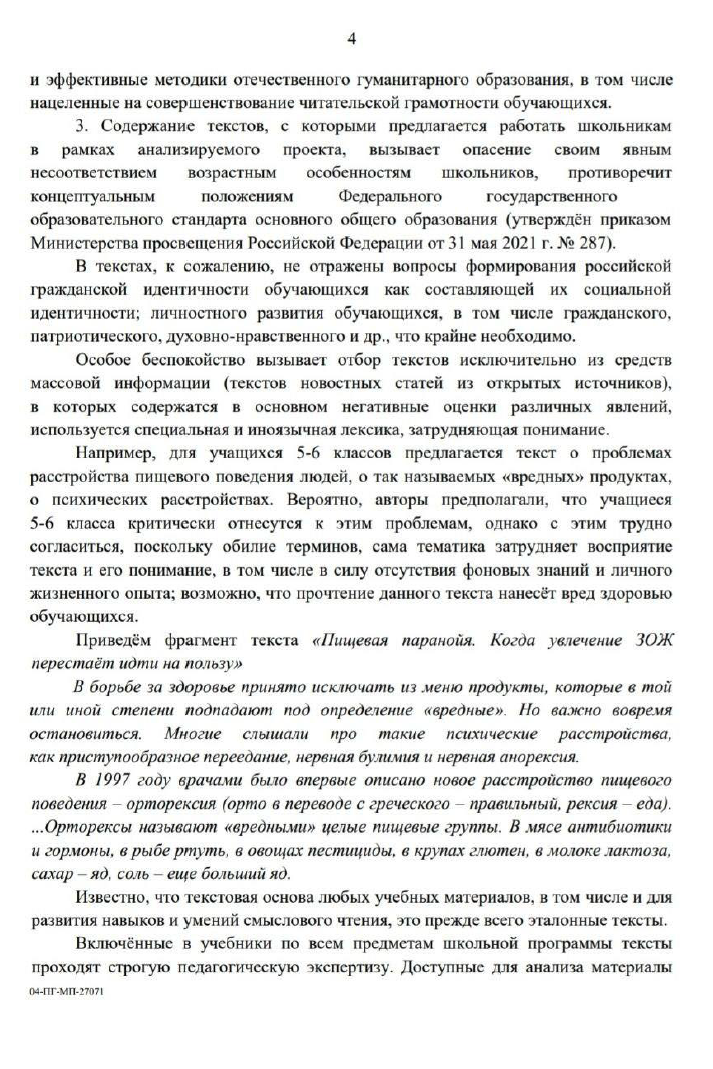 4
и эффективные методики отечественного гуманитарного образования, в том числе
нацеленные на совершенствование читательской грамотности обучающихся.
3. Содержание текстов, с которыми предлагается работать школьникам
в рамках анализируемого проекта, вызывает опасение своим явным
несоответствием возрастным особенностям школьников, противоречит
концептуальным положениям Федерального государственного
образовательного стандарта основного общего образования (утверждён приказом
Министерства просвещения Российской Федерации от 31 мая 2021 г. № 287).
В текстах, к сожалению, не отражены вопросы формирования российской
гражданской идентичности обучающихся как составляющей их социальной
идентичности; личностного развития обучающихся, в том числе гражданского,
патриотического, духовно-нравственного и др., что крайне необходимо.
Особое беспокойство вызывает отбор текстов исключительно из средств
массовой информации (текстов новостных статей из открытых источников),
в которых содержатся в основном негативные оценки различных явлений,
используется специальная и иноязычная лексика, затрудняющая понимание.
Например, для учащихся 5-6 классов предлагается текст о проблемах
расстройства пищевого поведения людей, о так называемых «вредных» продуктах,
о психических расстройствах. Вероятно, авторы предполагали, что учащиеся
5-6 класса критически отнесутся к этим проблемам, однако с этим трудно
согласиться, поскольку обилие терминов, сама тематика затрудняет восприятие
текста и его понимание, в том числе в силу отсутствия фоновых знаний и личного
жизненного опыта; возможно, что прочтение данного текста нанесёт вред здоровью
обучающихся.
Приведём фрагмент текста «Пищевая паранойя. Когда увлечение ЗОЖ
перестаёт идти на пользу»
В борьбе за здоровье принято исключать из меню продукты, которые в той
или иной степени подпадают под определение «вредные». Но важно вовремя
остановиться. Многие слышали про такие психические расстройства,
как приступообразное переедание, нервная булимия и нервная анорексия.
В 1997 году врачами было впервые описано новое расстройство пищевого
поведения – орторексия (орто в переводе с греческого – правильный, рексия – еда).
...Орторексы называют «вредными» целые пищевые группы. В мясе антибиотики
и гормоны, в рыбе ртуть, в овощах пестициды, в крупах глютен, в молоке лактоза,
сахар – яд, соль – еще больший яд.
Известно, что текстовая основа любых учебных материалов, в том числе и для
развития навыков и умений смыслового чтения, это прежде всего эталонные тексты.
Включённые в учебники по всем предметам школьной программы тексты
проходят строгую педагогическую экспертизу. Доступные для анализа материалы
04-ПГ-МП-27071